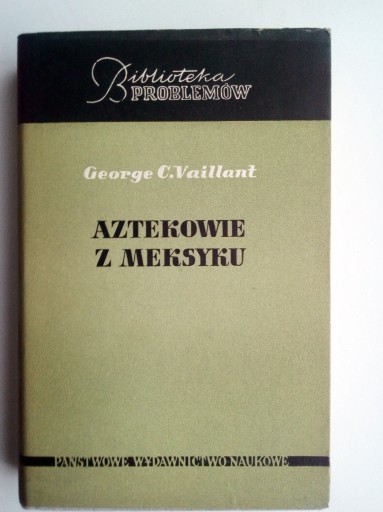 Biblioteka
PROBLEMÓW
George C. Vaillant
AZTEKOWIE
Z MEKSYKU
PAŃSTWOWE WYDAWNICTWO NAUKOWE